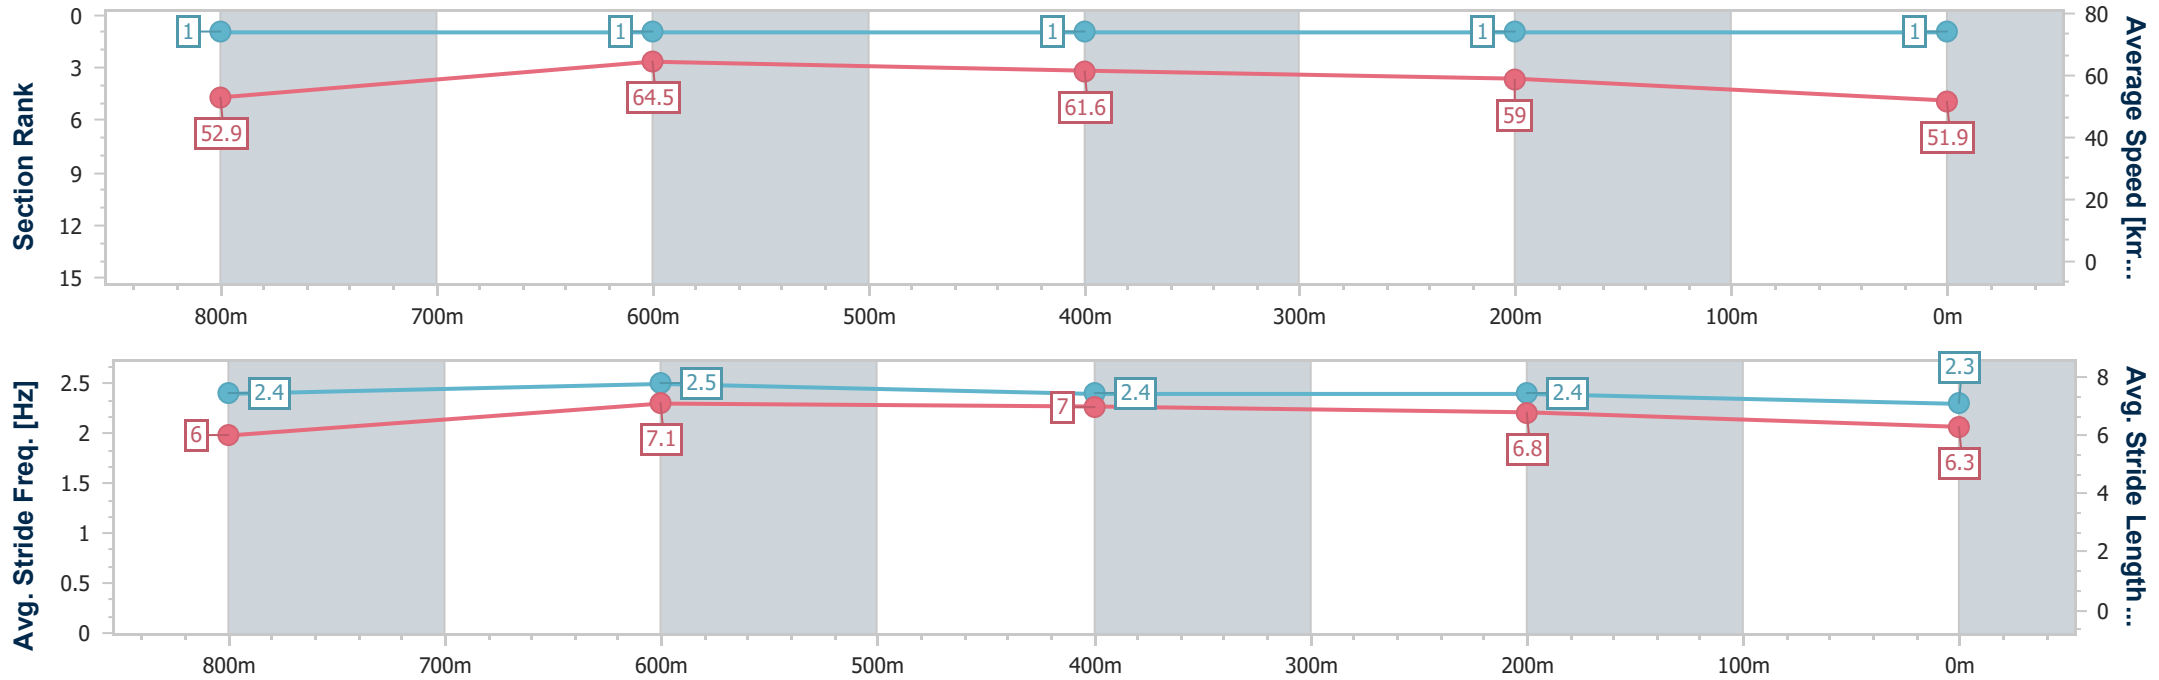 Section Rank
0
3
6
9
12
15
1
1
1
1
1
52.9
64.5
61.6
59
51.9
80
60
40
20
0
Average Speed [km...
800m
700m
600m
500m
400m
300m
200m
100m
0m
Avg. Stride Freq. [Hz]
2.5
2
1.5
1
0.5
0
2.4
2.5
2.4
2.4
2.3
6
7.1
7
6.8
6.3
8
6
4
2
0
Avg. Stride Length...
800m
700m
600m
500m
400m
300m
200m
100m
0m